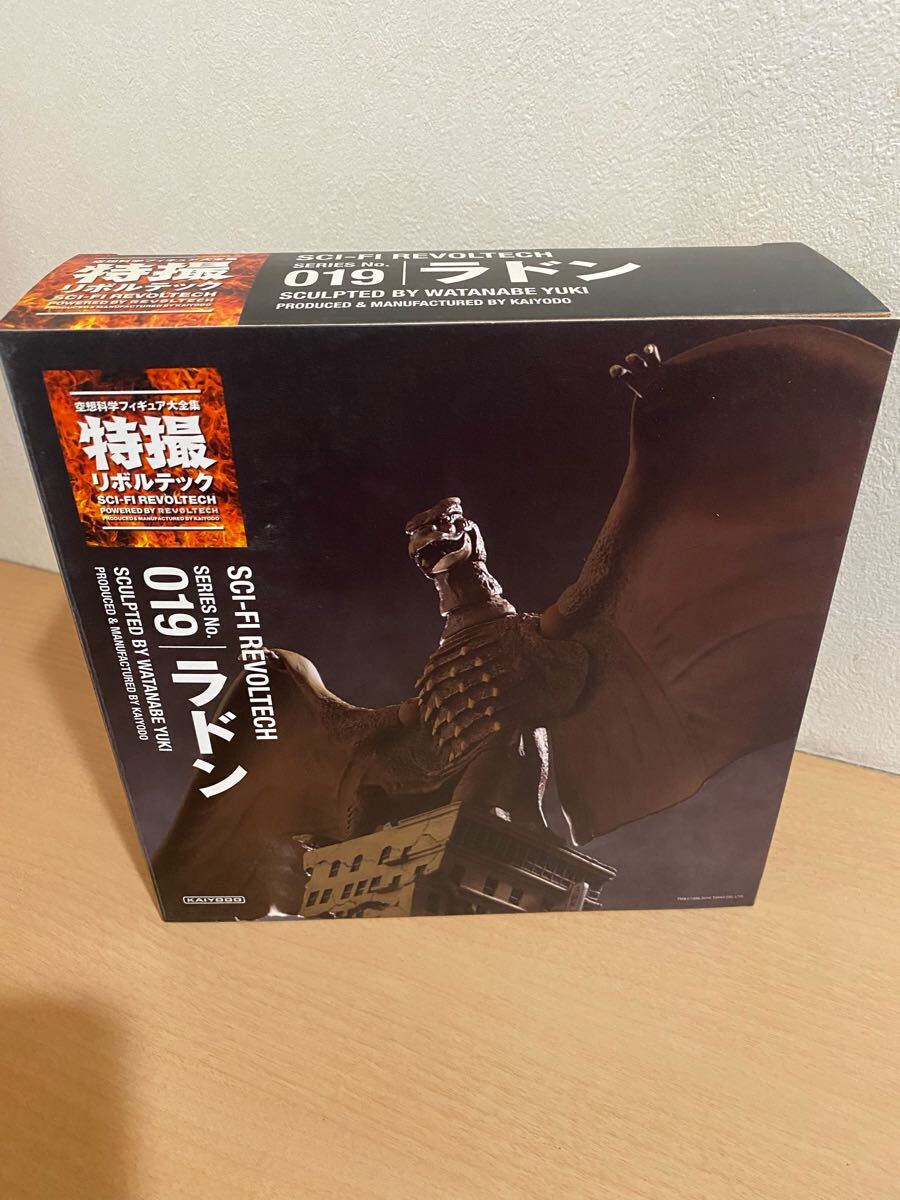 特撮
リボルテック
SCI-FI REVOLTECH
POWERED BY REVOLTECH
PRODUCED & MANUFACTURED BY KAIYODO
SCI-FI REVOLTECH
SERIES No.
019 ラドン
SCULPTED BY WATANABE YUKI
PRODUCED & MANUFACTURED BY KAIYODO
空想科学フィギュア大全集
特撮
リボルテック
SCI-FI REVOLTECH
POWERED BY REVOLTECH
PRODUCED & MANUFACTURED BY KAIYODO
SCI-FI REVOLTECH
SERIES No.
019 ラドン
SCULPTED BY WATANABE YUKI
PRODUCED & MANUFACTURED BY KAIYODO
KAIYODO